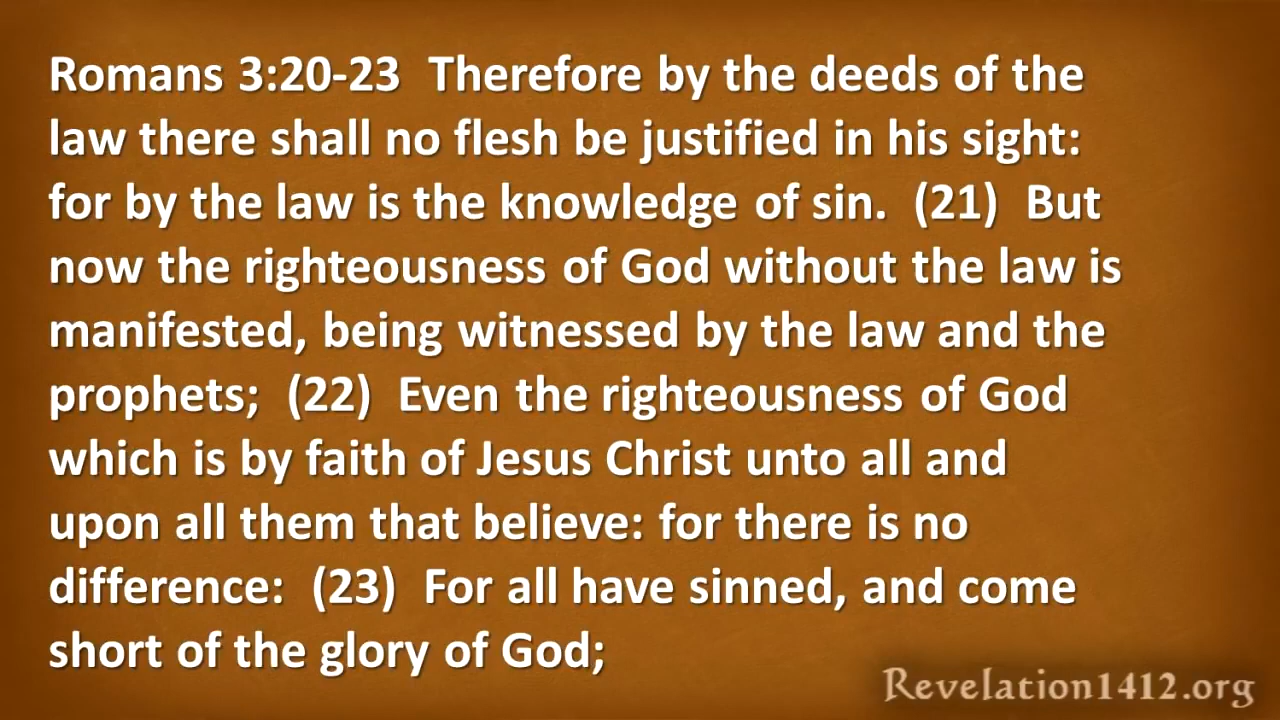 Romans 3:20-23  Therefore by the deeds of the
law there shall no flesh be justified in his sight:
for by the law is the knowledge of sin.  (21)  But
now the righteousness of God without the law is
manifested, being witnessed by the law and the
prophets;  (22)  Even the righteousness of God
which is by faith of Jesus Christ unto all and
upon all them that believe: for there is no
difference:  (23)  For all have sinned, and come
short of the glory of God;
Revelation1412.org